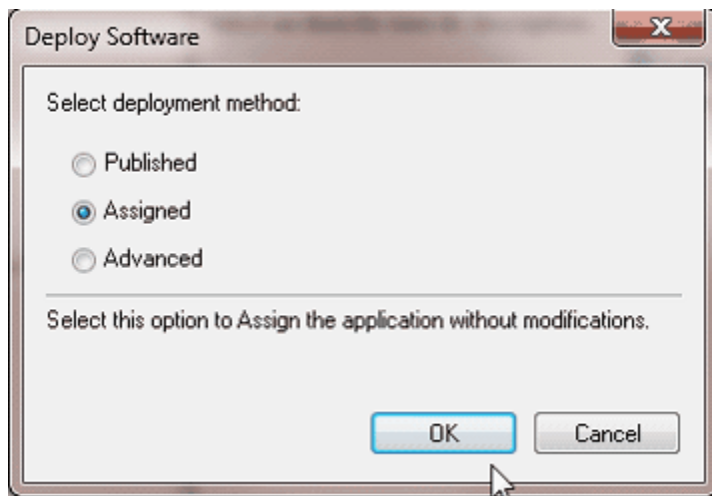 Deploy Software
Select deployment method:
Published
Assigned
Advanced
Select this option to Assign the application without modifications.
OK
Cancel